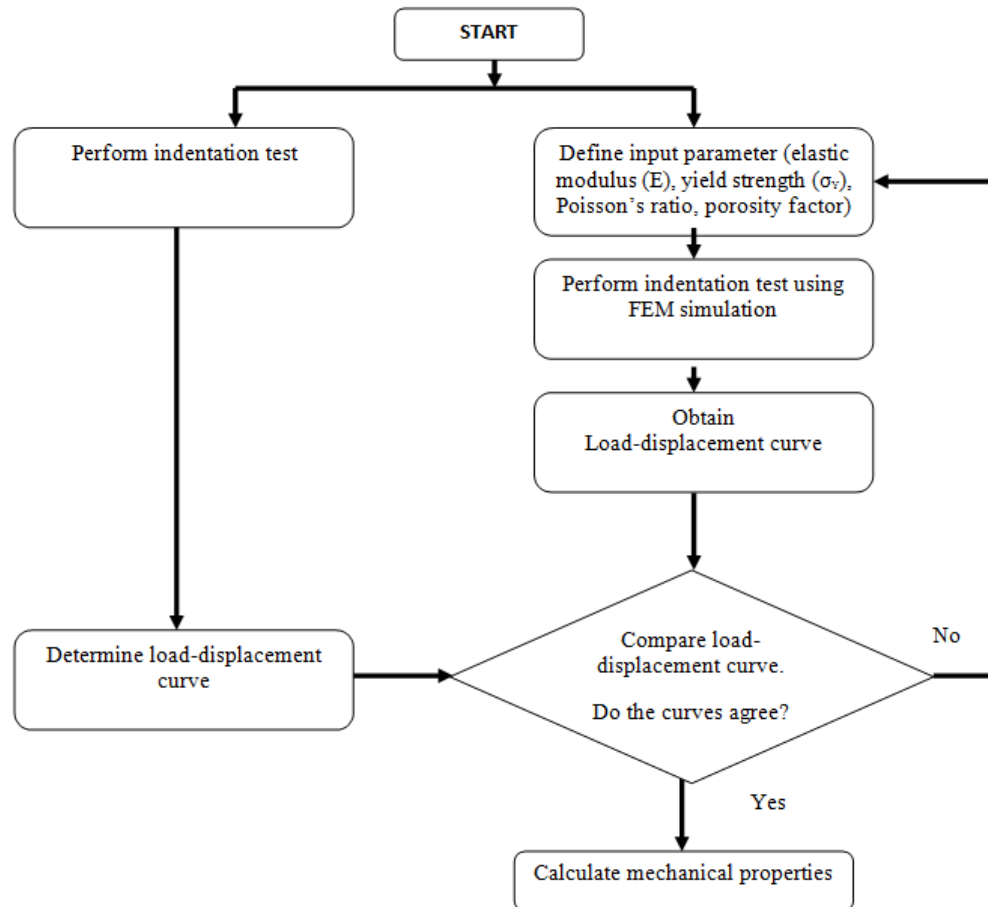 START
Perform indentation test
Define input parameter (elastic
modulus (E), yield strength (σY),
Poisson’s ratio, porosity factor)
Perform indentation test using
FEM simulation
Obtain
Load-displacement curve
Determine load-displacement
curve
Compare load-
displacement curve.
Do the curves agree?
No
Yes
Calculate mechanical properties